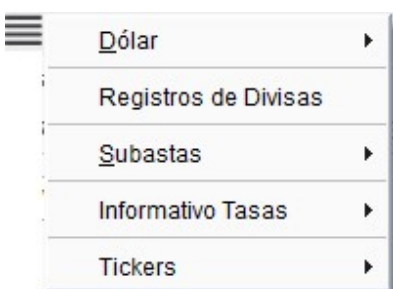 Dólar
Registros de Divisas
Subastas
Informativo Tasas
Tickers